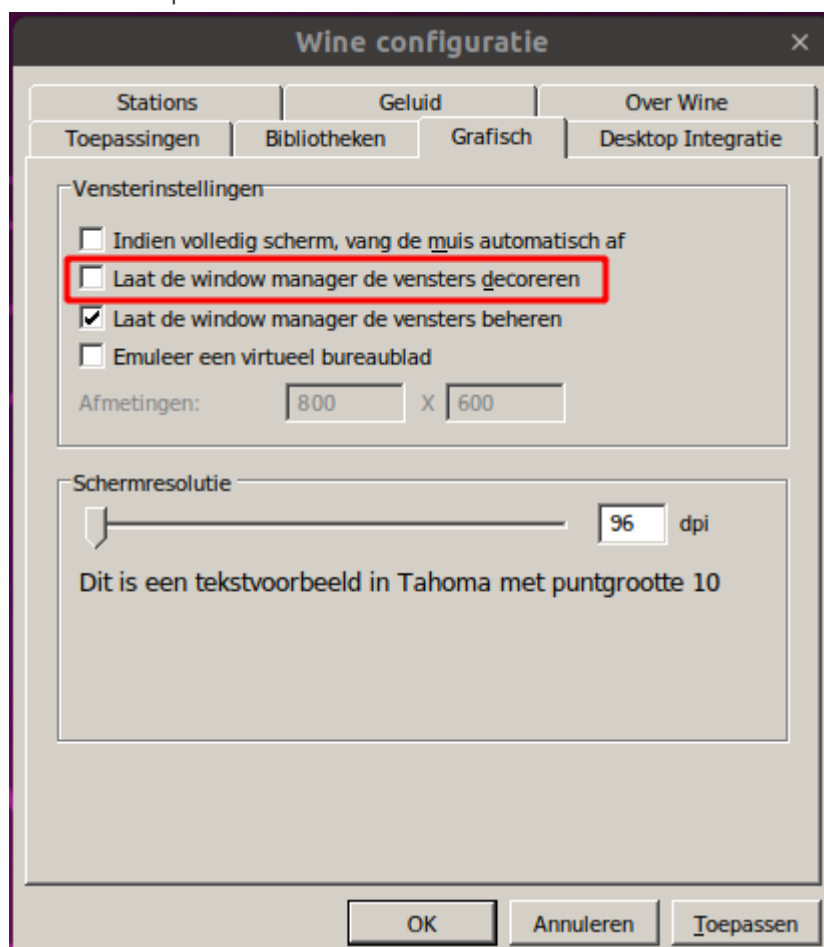 Wine configuratie
Stations Geluid Over Wine
Toepassingen Bibliotheken Grafisch Desktop Integratie
Vensterinstellingen
Indien volledig scherm, vang de muis automatisch af
Laat de window manager de vensters decoreren
Laat de window manager de vensters beheren
Emuleer een virtueel bureaublad
Afmetingen: 800 X 600
Schermresolutie
96 dpi
Dit is een tekstvoorbeeld in Tahoma met puntgrootte 10
OK Annuleren Toepassen